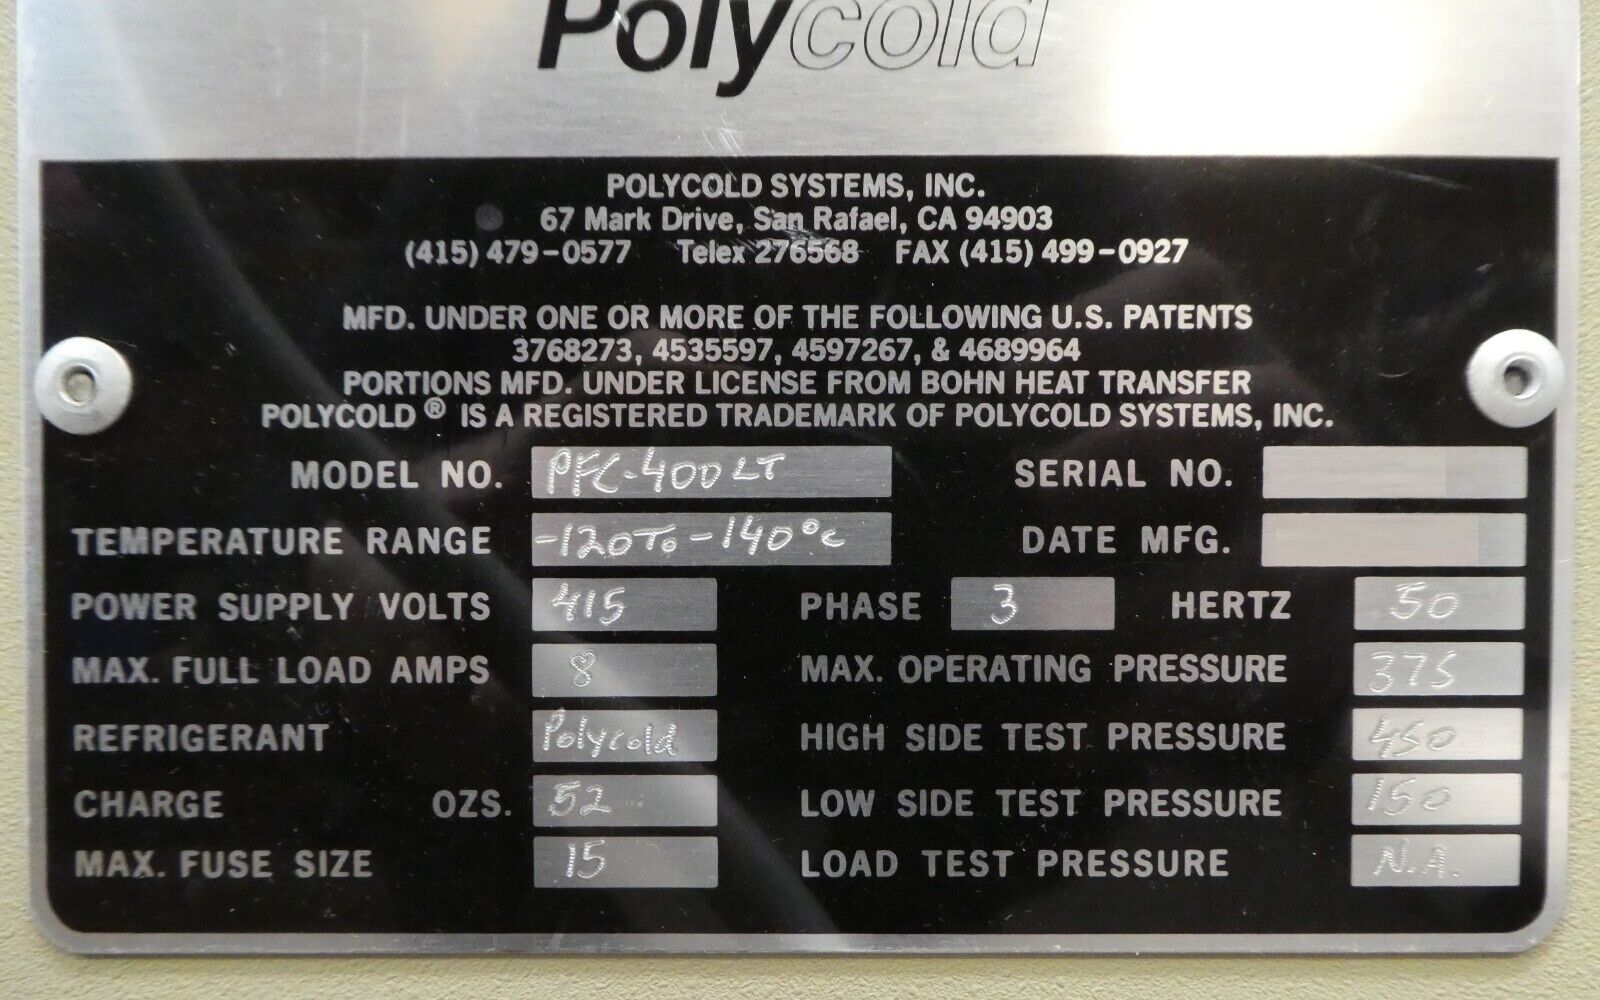 Polycold
POLYCOLD SYSTEMS, INC.
67 Mark Drive, San Rafael, CA 94903
(415) 479-0577 Telex 276568 FAX (415) 499-0927
MFD. UNDER ONE OR MORE OF THE FOLLOWING U.S. PATENTS
3768273, 4535597, 4597267, & 4689964
PORTIONS MFD. UNDER LICENSE FROM BOHN HEAT TRANSFER
POLYCOLD ® IS A REGISTERED TRADEMARK OF POLYCOLD SYSTEMS, INC.
MODEL NO. PFC-400LT SERIAL NO.
TEMPERATURE RANGE -120To-140°C DATE MFG.
POWER SUPPLY VOLTS 415 PHASE 3 HERTZ 50
MAX. FULL LOAD AMPS 8 MAX. OPERATING PRESSURE 375
REFRIGERANT Polycold HIGH SIDE TEST PRESSURE 450
CHARGE OZS. 52 LOW SIDE TEST PRESSURE 150
MAX. FUSE SIZE 15 LOAD TEST PRESSURE N.A.